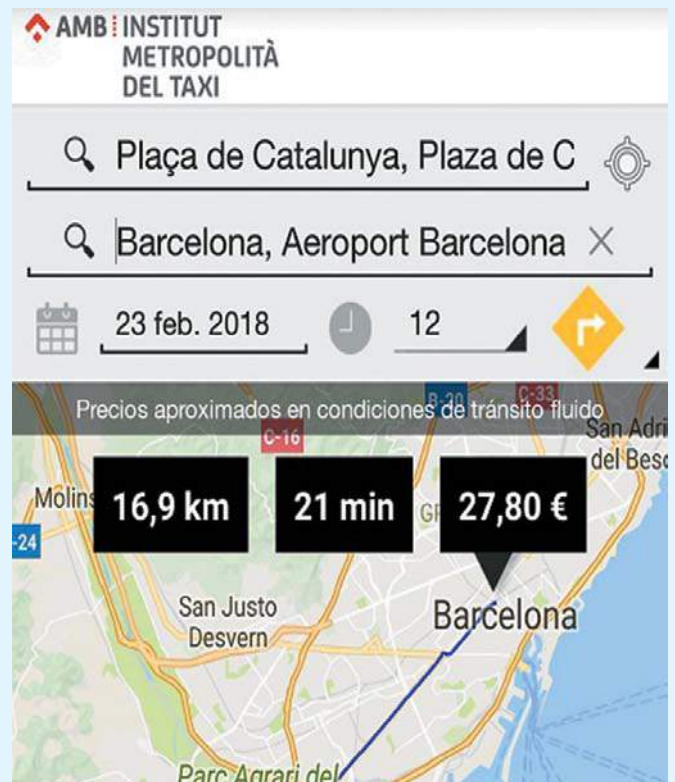 AMB INSTITUT
METROPOLITÀ
DEL TAXI
Plaça de Catalunya, Plaza de C
Barcelona, Aeroport Barcelona
23 feb. 2018 12
Precios aproximados en condiciones de tránsito fluido
B-20 C-33
San Adri
del Beso
C-16
Molins
16,9 km 21 min 27,80 €
-24
San Justo
Desvern
Barcelona
Parc Agrari del